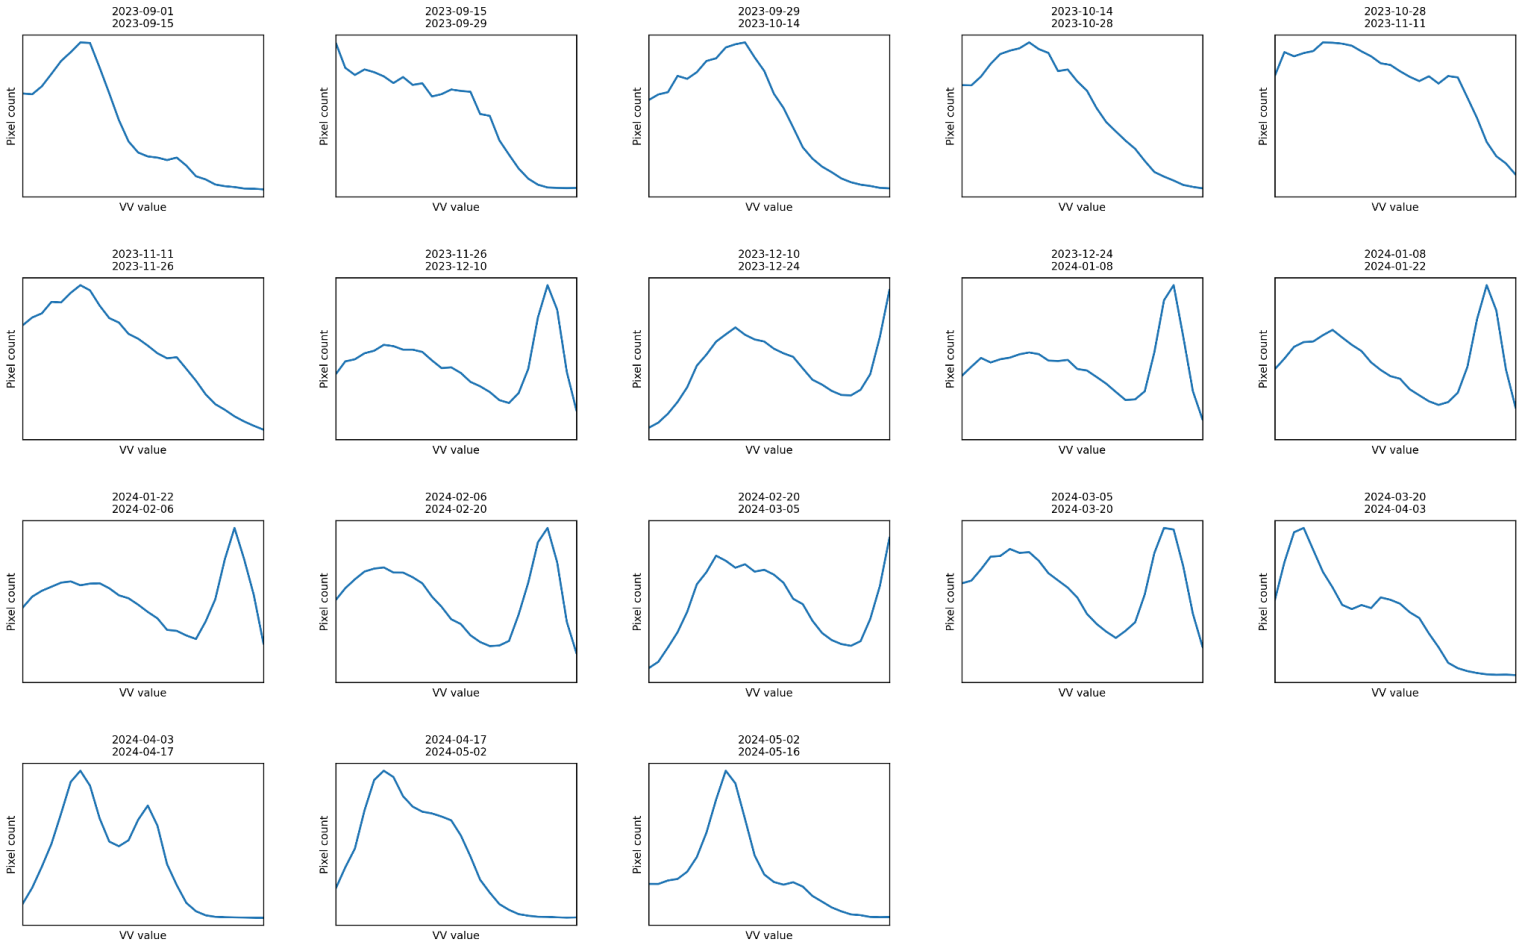 2023-09-01
2023-09-15
Pixel count
VV value
2023-09-15
2023-09-29
Pixel count
VV value
2023-09-29
2023-10-14
Pixel count
VV value
2023-10-14
2023-10-28
Pixel count
VV value
2023-10-28
2023-11-11
Pixel count
VV value
2023-11-11
2023-11-26
Pixel count
VV value
2023-11-26
2023-12-10
Pixel count
VV value
2023-12-10
2023-12-24
Pixel count
VV value
2023-12-24
2024-01-08
Pixel count
VV value
2024-01-08
2024-01-22
Pixel count
VV value
2024-01-22
2024-02-06
Pixel count
VV value
2024-02-06
2024-02-20
Pixel count
VV value
2024-02-20
2024-03-05
Pixel count
VV value
2024-03-05
2024-03-20
Pixel count
VV value
2024-03-20
2024-04-03
Pixel count
VV value
2024-04-03
2024-04-17
Pixel count
VV value
2024-04-17
2024-05-02
Pixel count
VV value
2024-05-02
2024-05-16
Pixel count
VV value